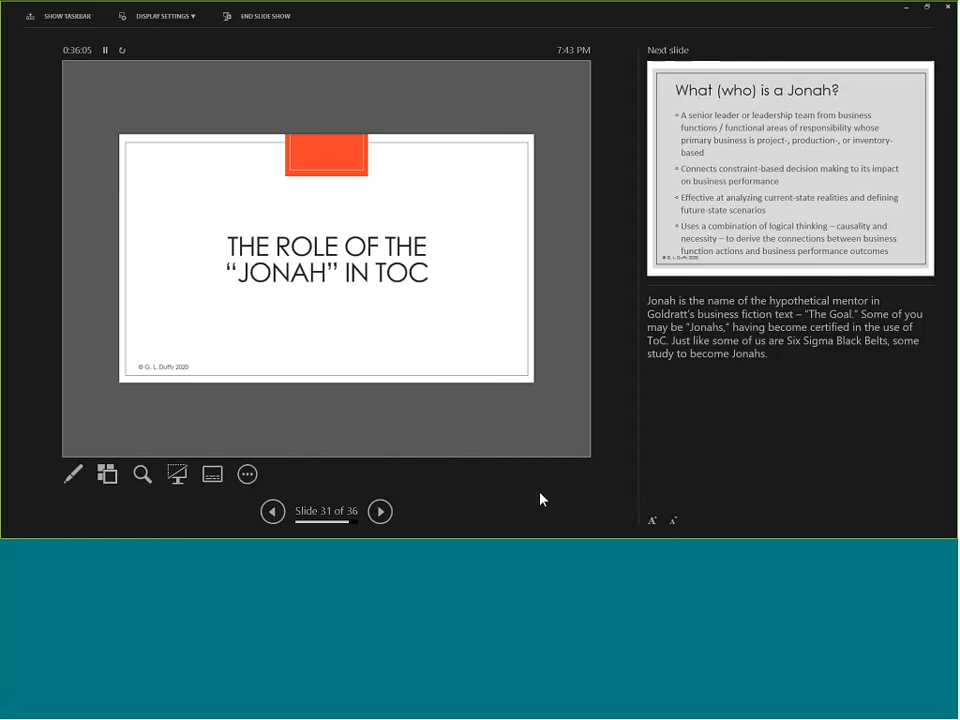 SHOW TASKBAR
DISPLAY SETTINGS ▾
END SLIDE SHOW
0:36:05
7:43 PM
THE ROLE OF THE
“JONAH” IN TOC
© G. L. Duffy 2020
Slide 31 of 36
Next slide
What (who) is a Jonah?
A senior leader or leadership team from business
functions / functional areas of responsibility whose
primary business is project-, production-, or inventory-
based
Connects constraint-based decision making to its impact
on business performance
Effective at analyzing current-state realities and defining
future-state scenarios
Uses a combination of logical thinking – causality and
necessity – to derive the connections between business
function actions and business performance outcomes
© G. L. Duffy 2020
Jonah is the name of the hypothetical mentor in
Goldratt’s business fiction text – “The Goal.” Some of you
may be “Jonahs,” having become certified in the use of
ToC. Just like some of us are Six Sigma Black Belts, some
study to become Jonahs.
A A